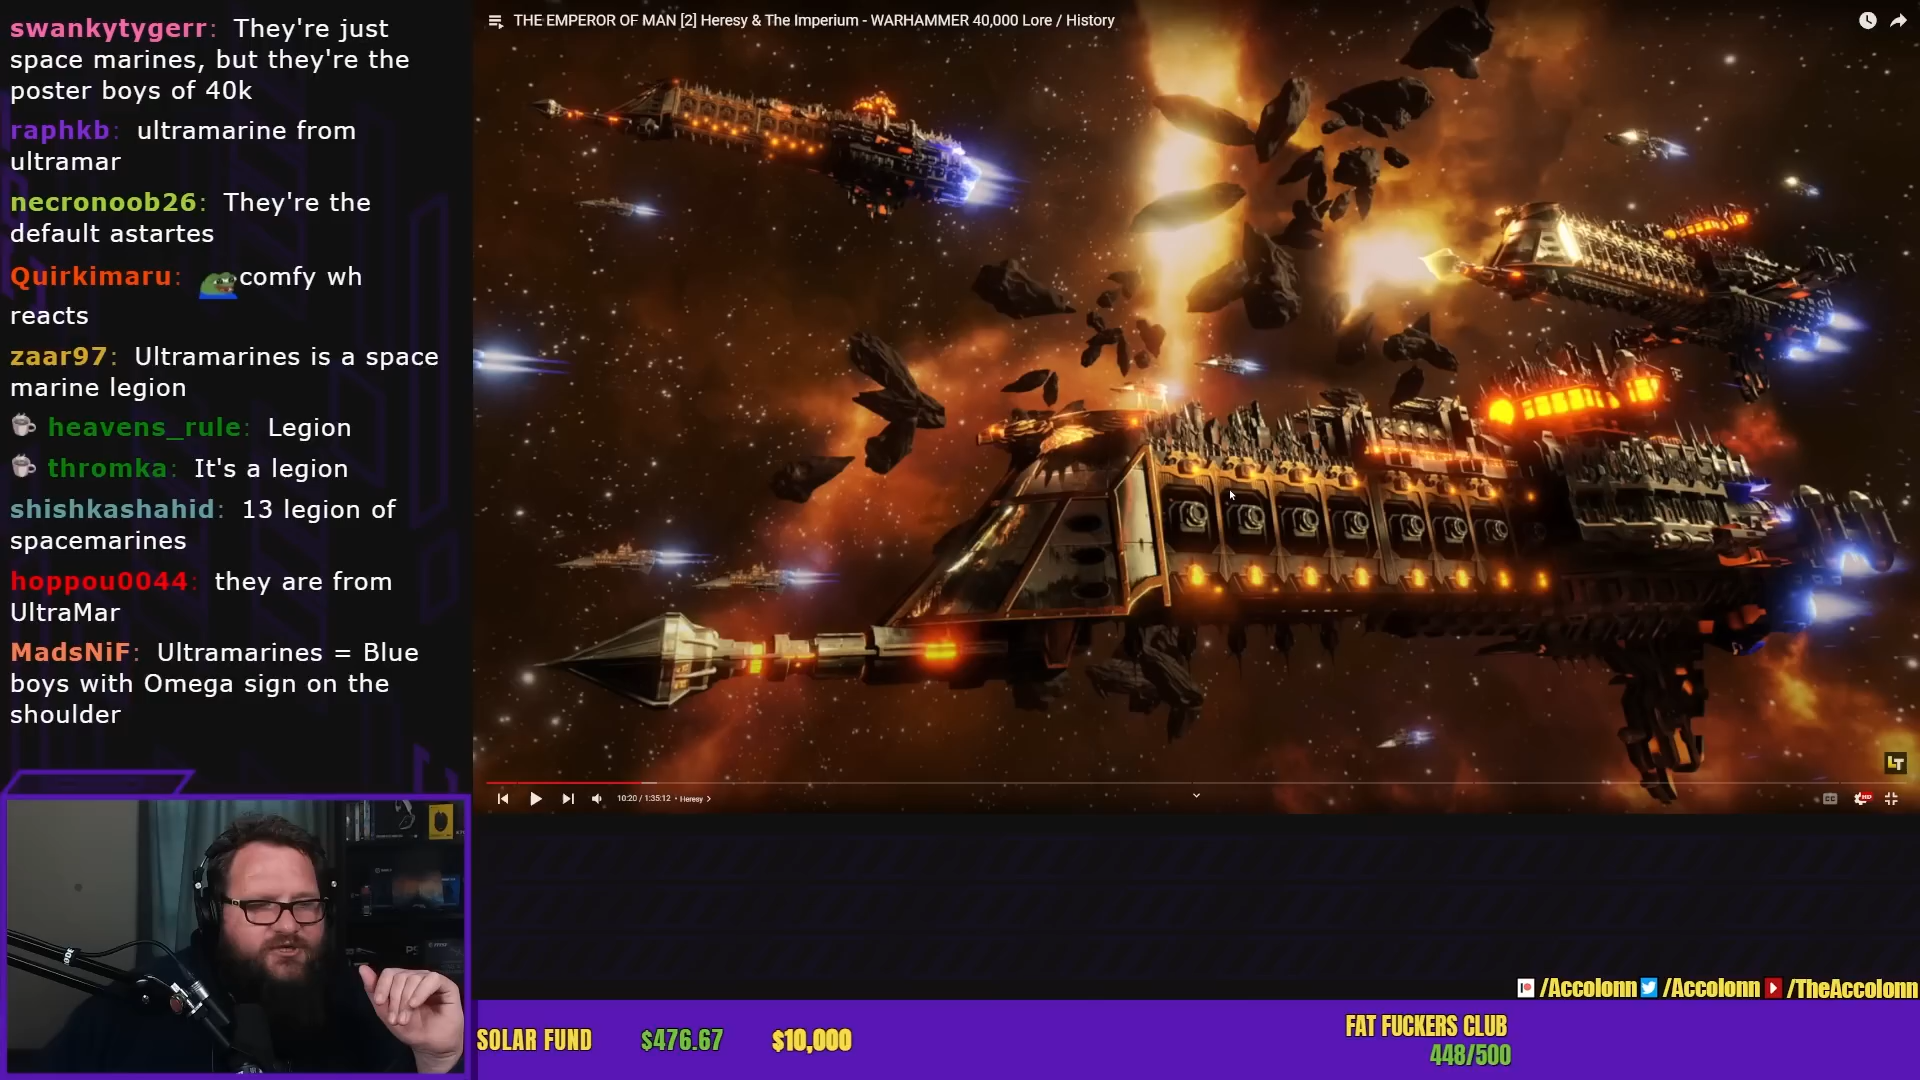 swankytygerr: They're just
space marines, but they're the
poster boys of 40k
raphkb: ultramarine from
ultramar
necronoob26: They're the
default astartes
Quirkimaru: comfy wh
reacts
zaar97: Ultramarines is a space
marine legion
heavens_rule: Legion
thromka: It's a legion
shishkashahid: 13 legion of
spacemarines
hoppou0044: they are from
UltraMar
MadsNiF: Ultramarines = Blue
boys with Omega sign on the
shoulder
THE EMPEROR OF MAN [2] Heresy & The Imperium - WARHAMMER 40,000 Lore / History
LT
10:20 / 1:35:12 • Heresy >
CC
HD
RØDE
/Accolonn /Accolonn /TheAccolonn
SOLAR FUND $476.67 $10,000
FAT FUCKERS CLUB
448/500